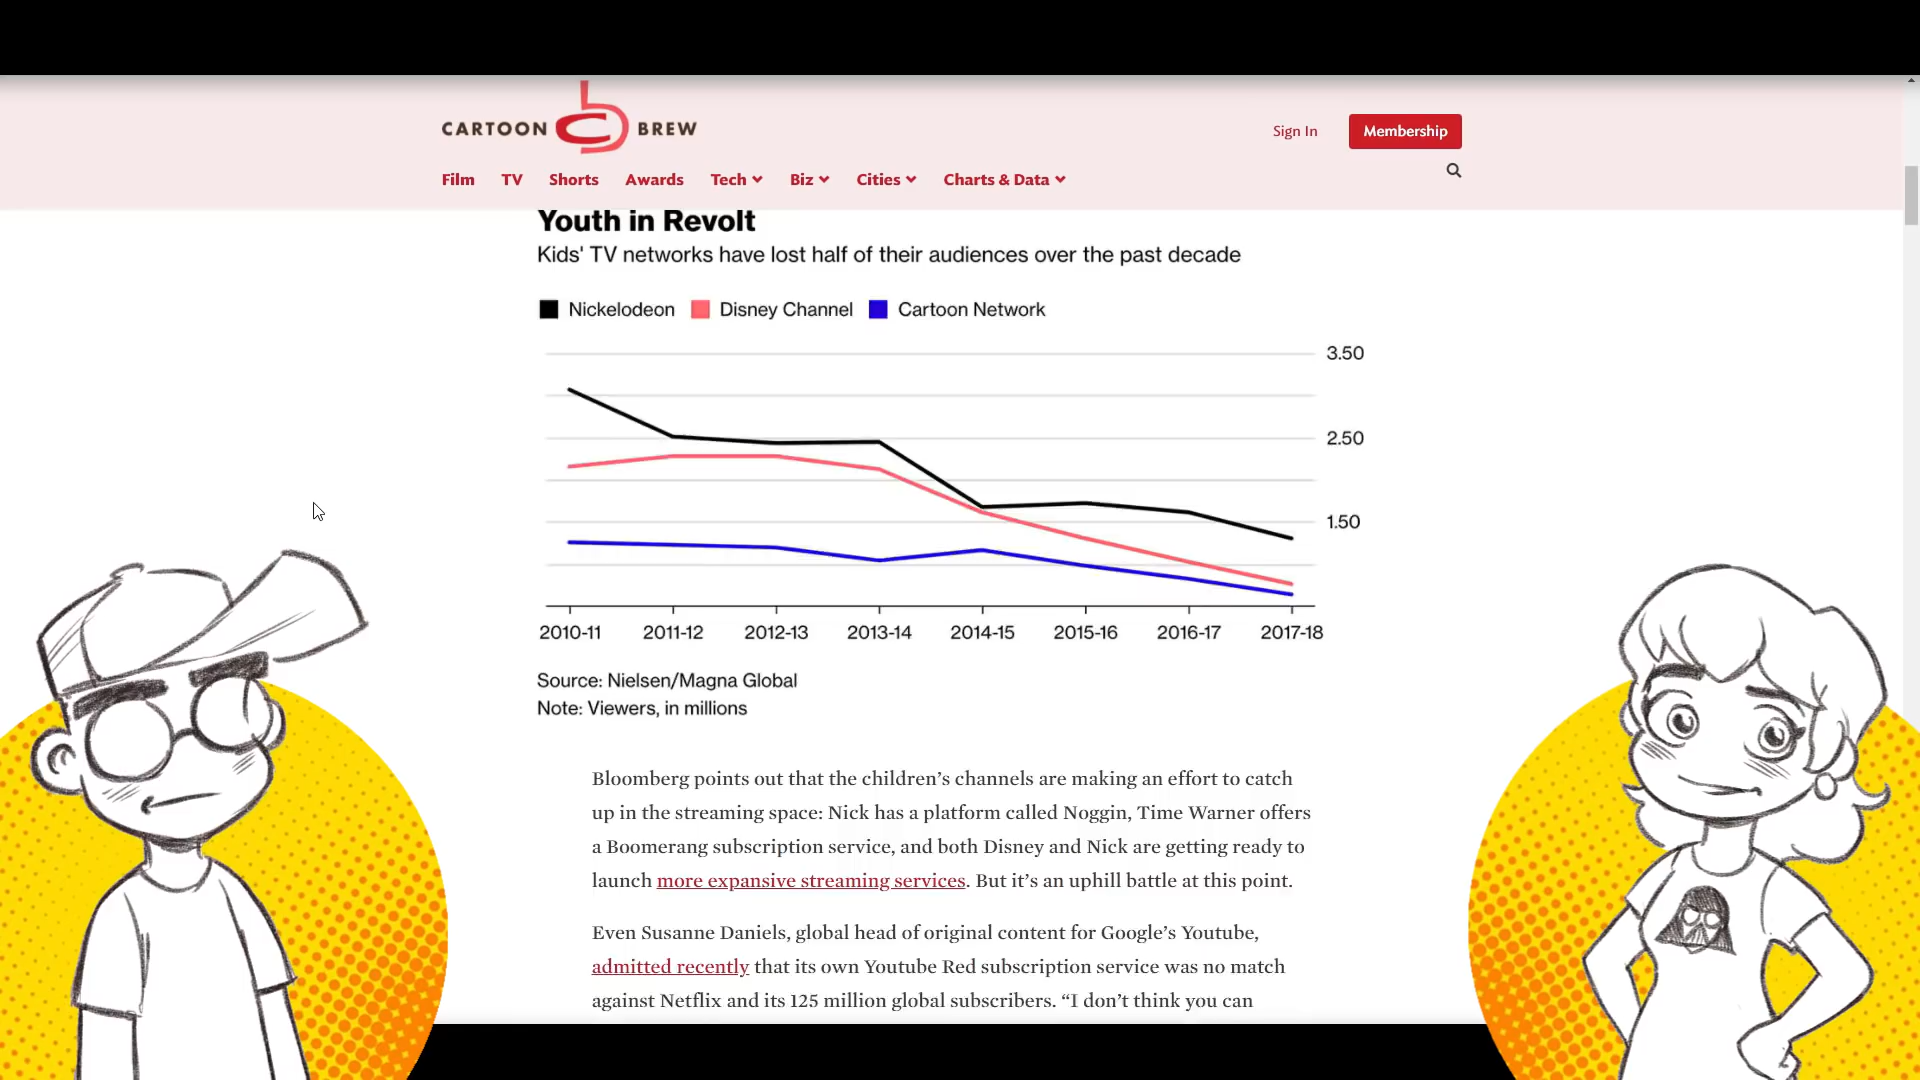 CARTOON BREW
Sign In
Membership
Film TV Shorts Awards Tech Biz Cities Charts & Data
Youth in Revolt
Kids' TV networks have lost half of their audiences over the past decade
Nickelodeon Disney Channel Cartoon Network
3.50
2.50
1.50
2010-11 2011-12 2012-13 2013-14 2014-15 2015-16 2016-17 2017-18
Source: Nielsen/Magna Global
Note: Viewers, in millions
Bloomberg points out that the children’s channels are making an effort to catch
up in the streaming space: Nick has a platform called Noggin, Time Warner offers
a Boomerang subscription service, and both Disney and Nick are getting ready to
launch more expansive streaming services. But it’s an uphill battle at this point.
Even Susanne Daniels, global head of original content for Google’s Youtube,
admitted recently that its own Youtube Red subscription service was no match
against Netflix and its 125 million global subscribers. “I don’t think you can